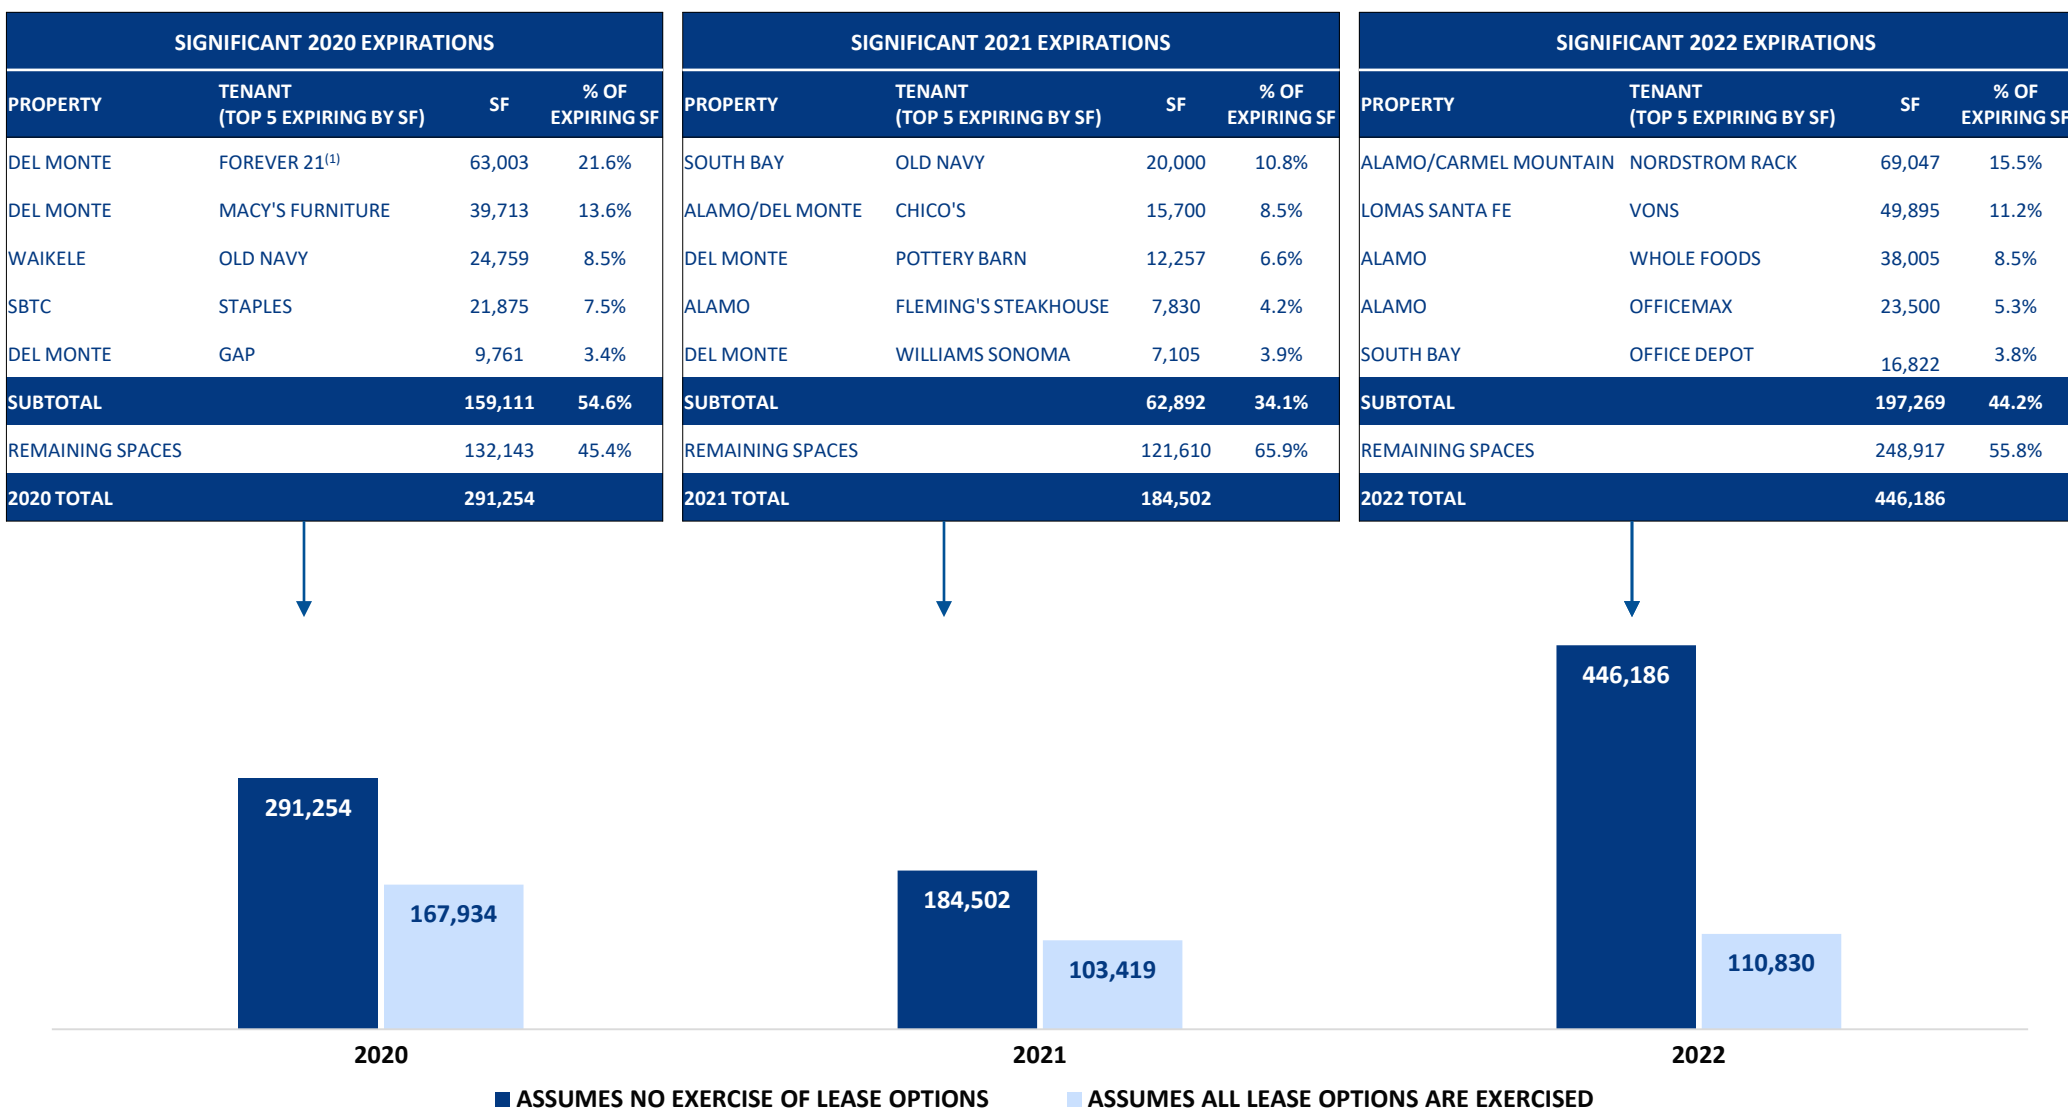 SIGNIFICANT 2020 EXPIRATIONS
PROPERTY TENANT (TOP 5 EXPIRING BY SF) SF % OF EXPIRING SF
DEL MONTE FOREVER 21(1) 63,003 21.6%
DEL MONTE MACY'S FURNITURE 39,713 13.6%
WAIKELE OLD NAVY 24,759 8.5%
SBTC STAPLES 21,875 7.5%
DEL MONTE GAP 9,761 3.4%
SUBTOTAL 159,111 54.6%
REMAINING SPACES 132,143 45.4%
2020 TOTAL 291,254
SIGNIFICANT 2021 EXPIRATIONS
PROPERTY TENANT (TOP 5 EXPIRING BY SF) SF % OF EXPIRING SF
SOUTH BAY OLD NAVY 20,000 10.8%
ALAMO/DEL MONTE CHICO'S 15,700 8.5%
DEL MONTE POTTERY BARN 12,257 6.6%
ALAMO FLEMING'S STEAKHOUSE 7,830 4.2%
DEL MONTE WILLIAMS SONOMA 7,105 3.9%
SUBTOTAL 62,892 34.1%
REMAINING SPACES 121,610 65.9%
2021 TOTAL 184,502
SIGNIFICANT 2022 EXPIRATIONS
PROPERTY TENANT (TOP 5 EXPIRING BY SF) SF % OF EXPIRING SF
ALAMO/CARMEL MOUNTAIN NORDSTROM RACK 69,047 15.5%
LOMAS SANTA FE VONS 49,895 11.2%
ALAMO WHOLE FOODS 38,005 8.5%
ALAMO OFFICEMAX 23,500 5.3%
SOUTH BAY OFFICE DEPOT 16,822 3.8%
SUBTOTAL 197,269 44.2%
REMAINING SPACES 248,917 55.8%
2022 TOTAL 446,186
291,254
167,934
184,502
103,419
446,186
110,830
2020 2021 2022
ASSUMES NO EXERCISE OF LEASE OPTIONS ASSUMES ALL LEASE OPTIONS ARE EXERCISED